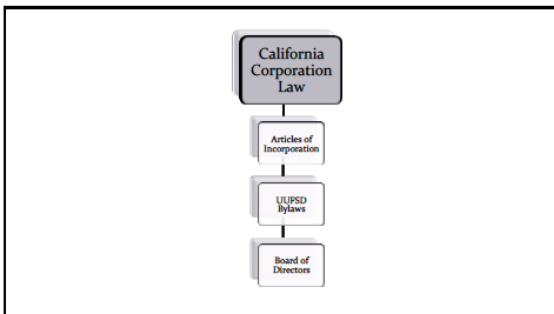 California
Corporation
Law
Articles of
Incorporation
UUFSD
Bylaws
Board of
Directors